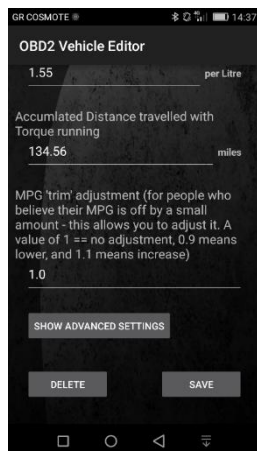 GR COSMOTE 14:37
OBD2 Vehicle Editor
1.55 per Litre
Accumlated Distance travelled with
Torque running
134.56 miles
MPG 'trim' adjustment (for people who
believe their MPG is off by a small
amount - this allows you to adjust it. A
value of 1 == no adjustment, 0.9 means
lower, and 1.1 means increase)
1.0
SHOW ADVANCED SETTINGS
DELETE SAVE